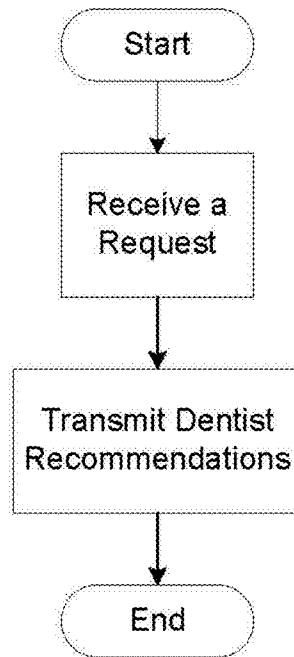 Start
Receive a
Request
Transmit Dentist
Recommendations
End